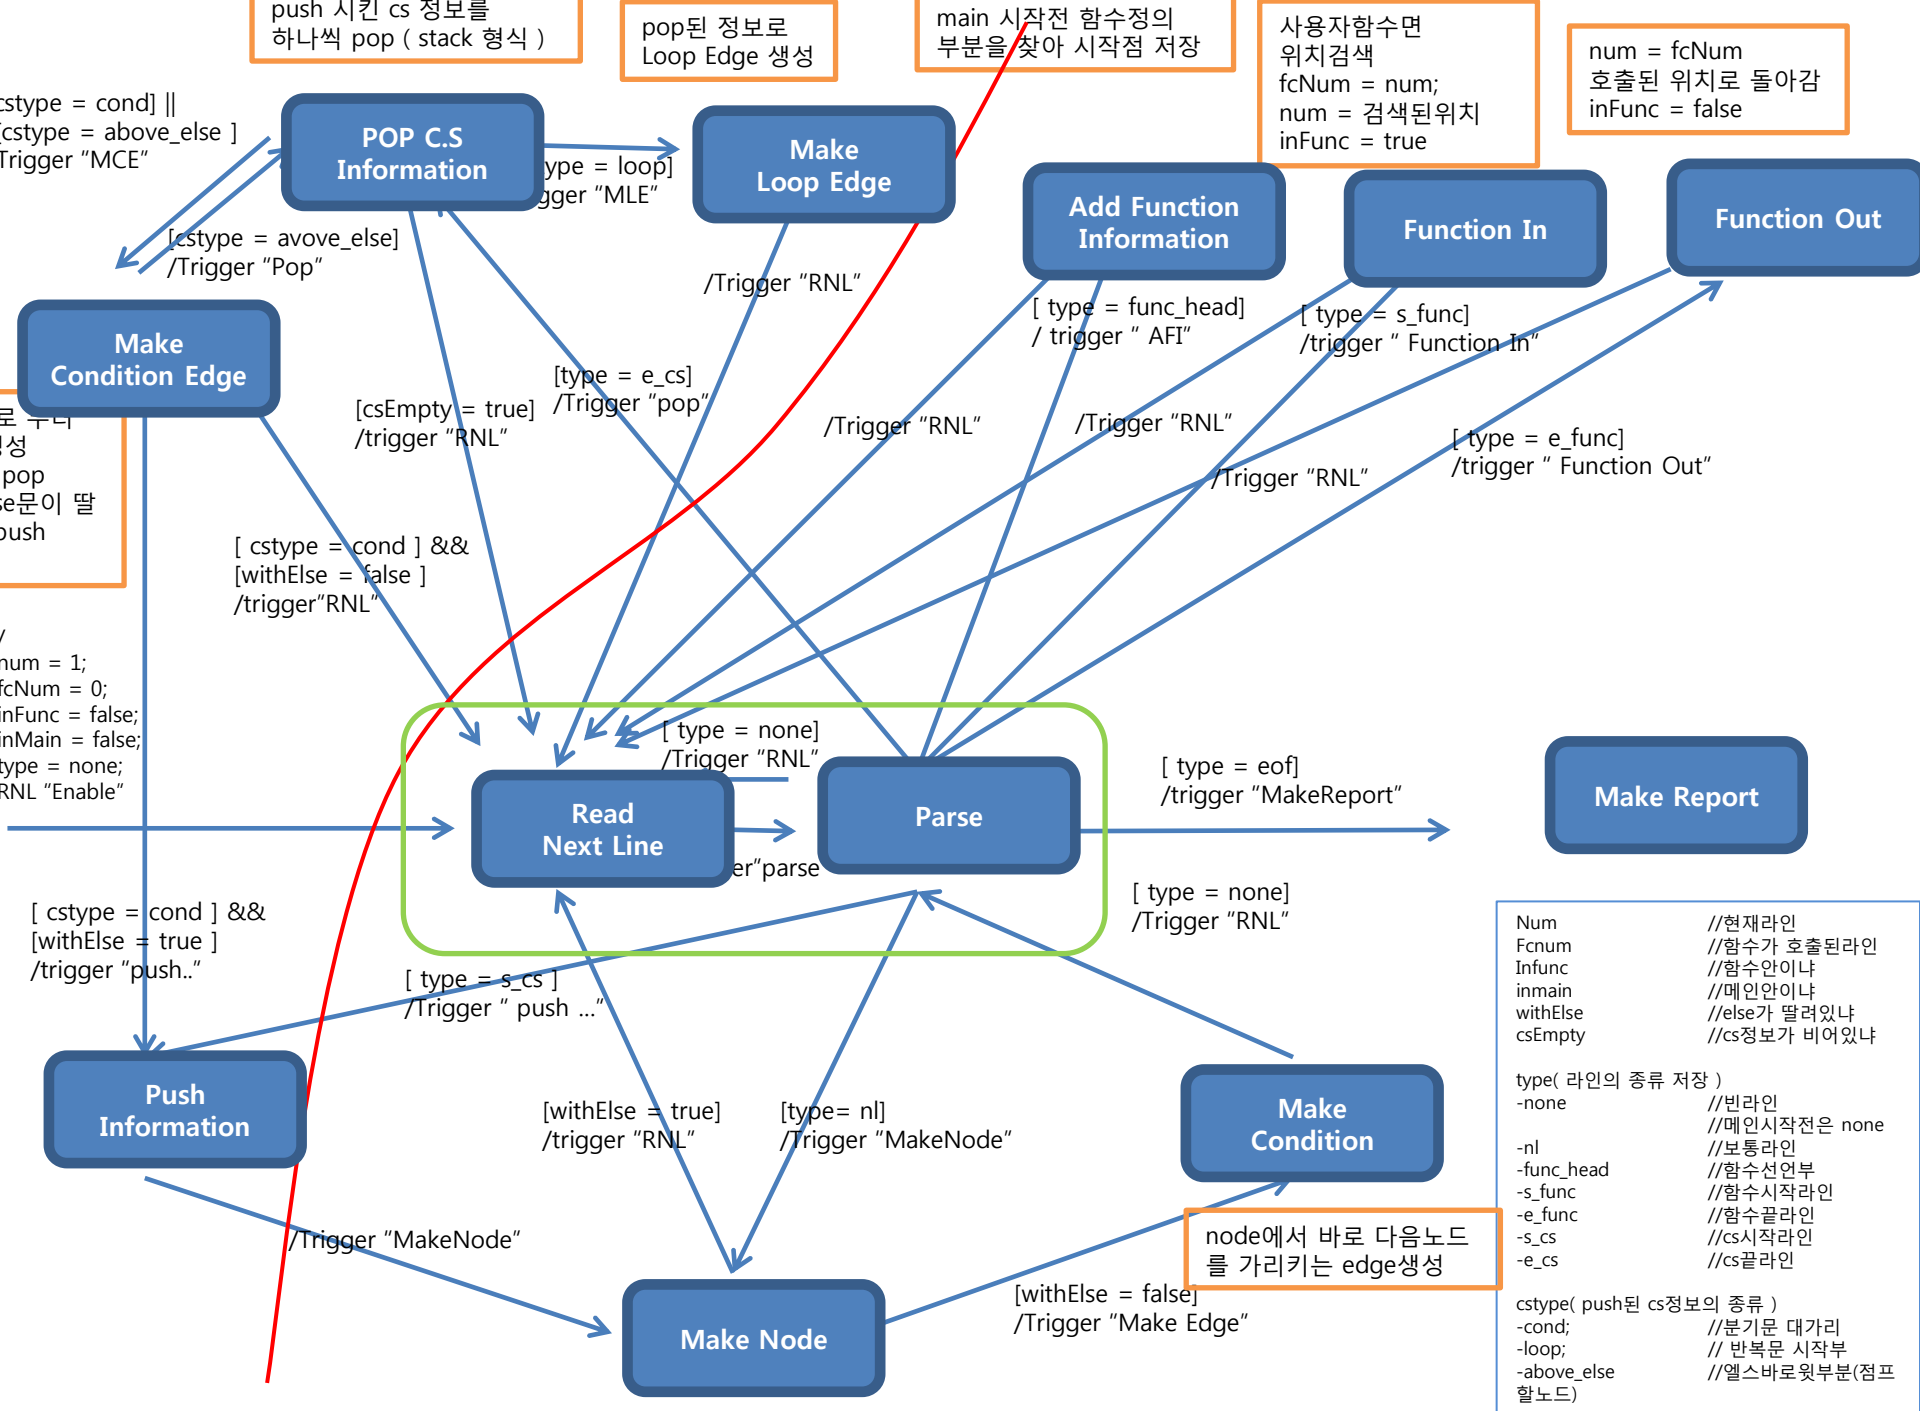 push 시킨 cs 정보를
하나씩 pop ( stack 형식 )
pop된 정보로
Loop Edge 생성
main 시작전 함수정의
부분을 찾아 시작점 저장
사용자함수면
위치검색
fcNum = num;
num = 검색된위치
inFunc = true
num = fcNum
호출된 위치로 돌아감
inFunc = false
cstype = cond] ||
[cstype = above_else ]
/Trigger "MCE"
POP C.S
Information
ype = loop]
gger "MLE"
Make
Loop Edge
Add Function
Information
Function In
Function Out
[cstype = avove_else]
/Trigger "Pop"
/Trigger "RNL"
[ type = func_head]
/ trigger " AFI"
[ type = s_func]
/trigger " Function In"
Make
Condition Edge
[csEmpty = true]
/trigger "RNL"
[type = e_cs]
/Trigger "pop"
/Trigger "RNL"
/Trigger "RNL"
/Trigger "RNL"
[ type = e_func]
/trigger " Function Out"
성
pop
se문이 딸
push
[ cstype = cond ] &&
[withElse = false ]
/trigger"RNL"
/
num = 1;
fcNum = 0;
inFunc = false;
inMain = false;
type = none;
RNL "Enable"
[ type = none]
/Trigger "RNL"
Read
Next Line
Parse
er"parse
[ type = eof]
/trigger "MakeReport"
Make Report
[ type = none]
/Trigger "RNL"
[ cstype = cond ] &&
[withElse = true ]
/trigger "push.."
[ type = s_cs ]
/Trigger " push ..."
Push
Information
[withElse = true]
/trigger "RNL"
[type= nl]
/Trigger "MakeNode"
Make
Condition
/Trigger "MakeNode"
node에서 바로 다음노드
를 가리키는 edge생성
[withElse = false]
/Trigger "Make Edge"
Make Node
Num //현재라인
Fcnum //함수가 호출된라인
Infunc //함수안이냐
inmain //메인안이냐
withElse //else가 딸려있냐
csEmpty //cs정보가 비어있냐
type( 라인의 종류 저장 )
-none //빈라인
//메인시작전은 none
-nl //보통라인
-func_head //함수선언부
-s_func //함수시작라인
-e_func //함수끝라인
-s_cs //cs시작라인
-e_cs //cs끝라인
cstype( push된 cs정보의 종류 )
-cond; //분기문 대가리
-loop; // 반복문 시작부
-above_else //엘스바로윗부분(점프
할노드)